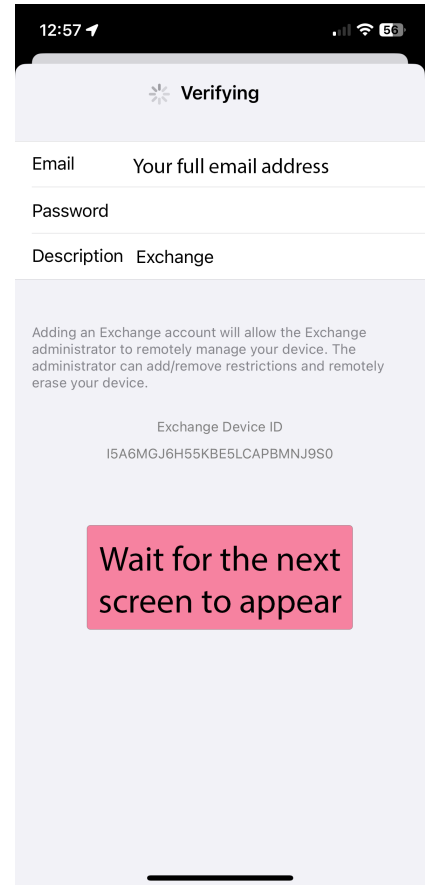 12:57
56
Verifying
Email Your full email address
Password
Description Exchange
Adding an Exchange account will allow the Exchange
administrator to remotely manage your device. The
administrator can add/remove restrictions and remotely
erase your device.
Exchange Device ID
I5A6MGJ6H55KBE5LCAPBMNJ9S0
Wait for the next
screen to appear